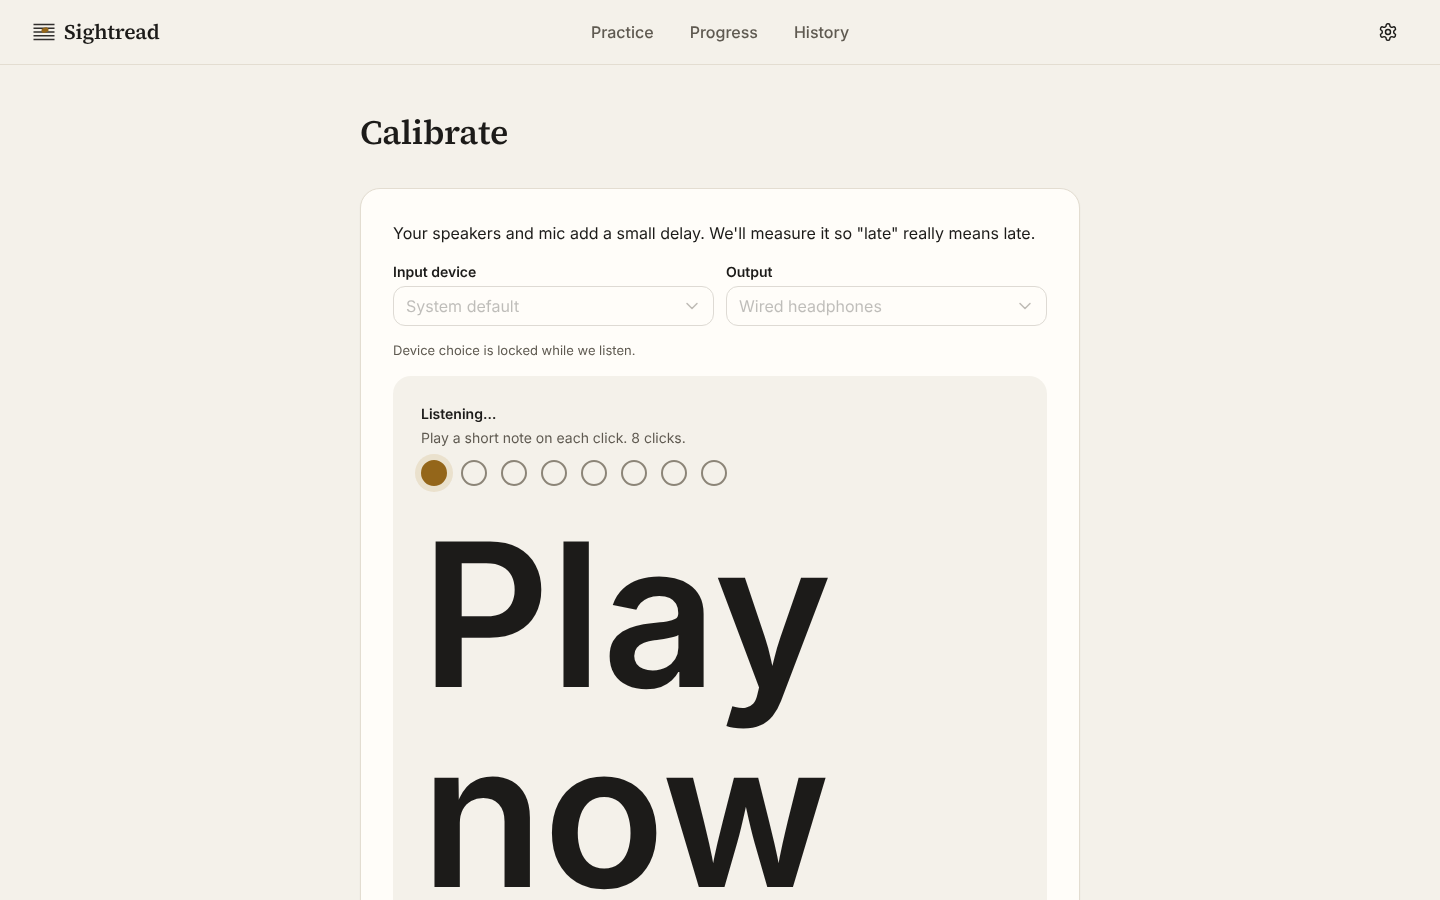 Sightread
Practice Progress History
Calibrate
Your speakers and mic add a small delay. We'll measure it so "late" really means late.
Input device Output
System default Wired headphones
Device choice is locked while we listen.
Listening...
Play a short note on each click. 8 clicks.
Play
now